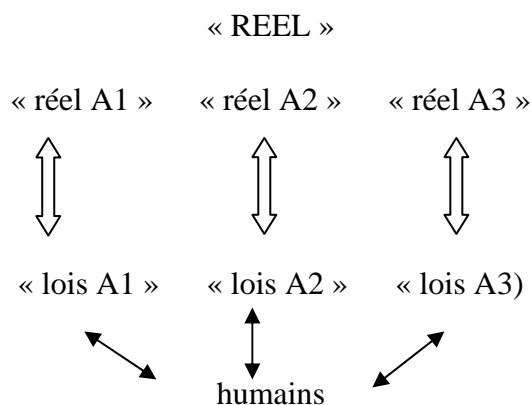 « REEL »
« réel A1 » « réel A2 » « réel A3 »
« lois A1 » « lois A2 » « lois A3)
humains